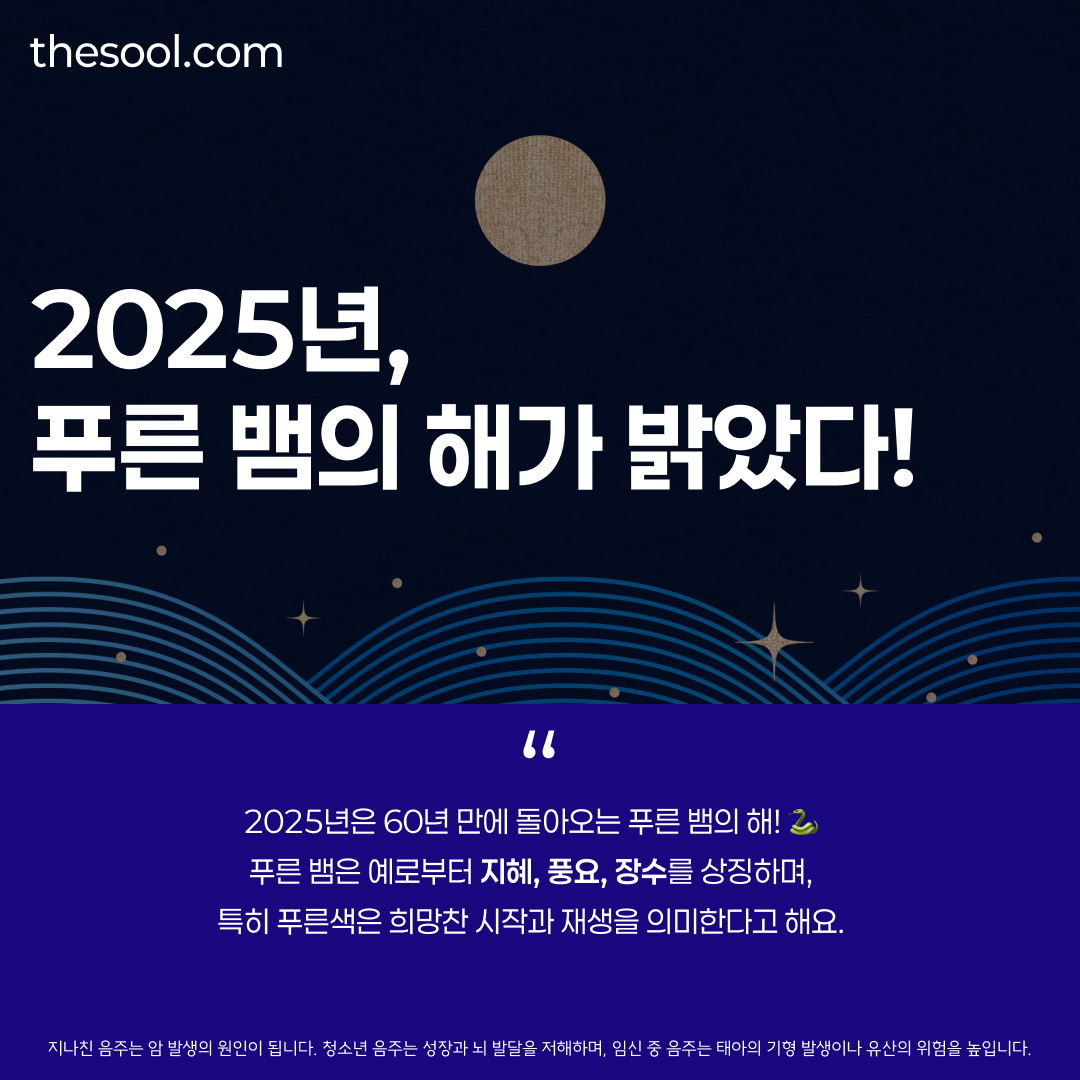 thesool.com
2025년,
푸른 뱀의 해가 밝았다!
“
2025년은 60년 만에 돌아오는 푸른 뱀의 해! 🐍
푸른 뱀은 예로부터 지혜, 풍요, 장수를 상징하며,
특히 푸른색은 희망찬 시작과 재생을 의미한다고 해요.
지나친 음주는 암 발생의 원인이 됩니다. 청소년 음주는 성장과 뇌 발달을 저해하며, 임신 중 음주는 태아의 기형 발생이나 유산의 위험을 높입니다.